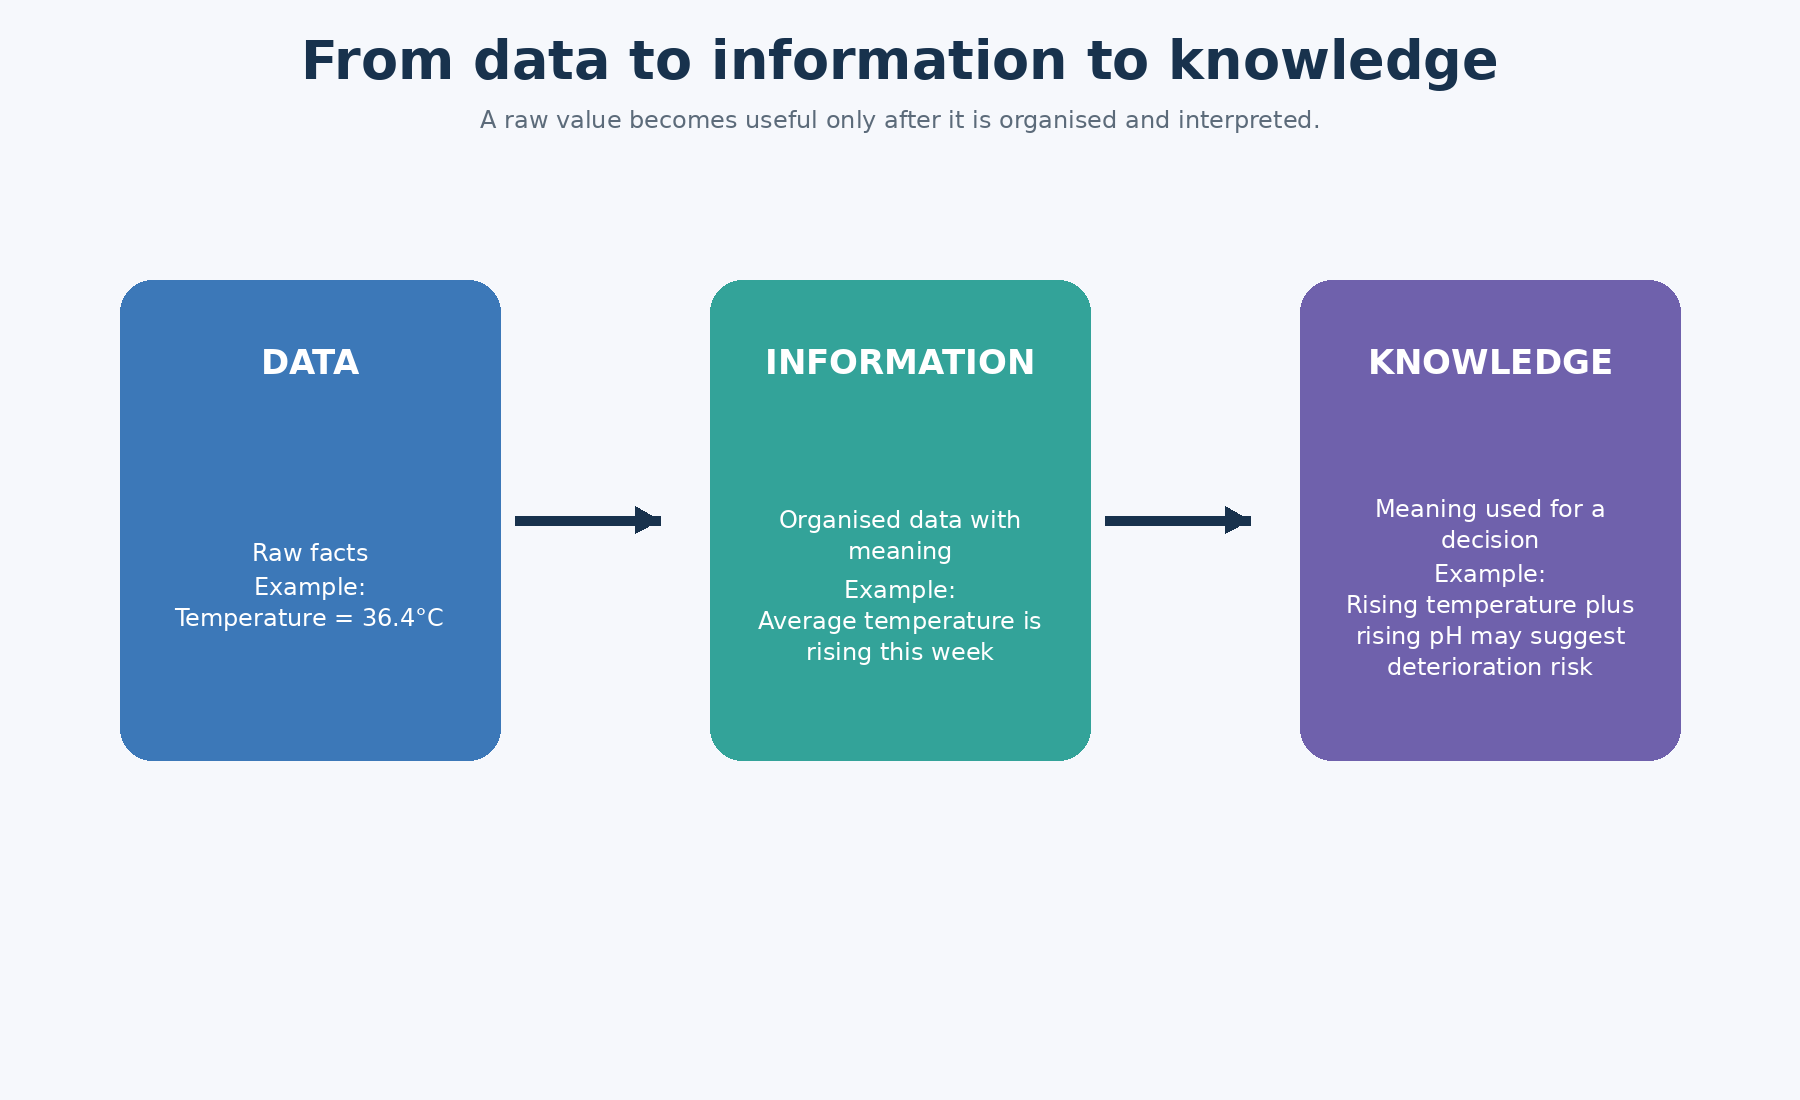 From data to information to knowledge
A raw value becomes useful only after it is organised and interpreted.
DATA
Raw facts
Example:
Temperature = 36.4°C
INFORMATION
Organised data with
meaning
Example:
Average temperature is
rising this week
KNOWLEDGE
Meaning used for a
decision
Example:
Rising temperature plus
rising pH may suggest
deterioration risk